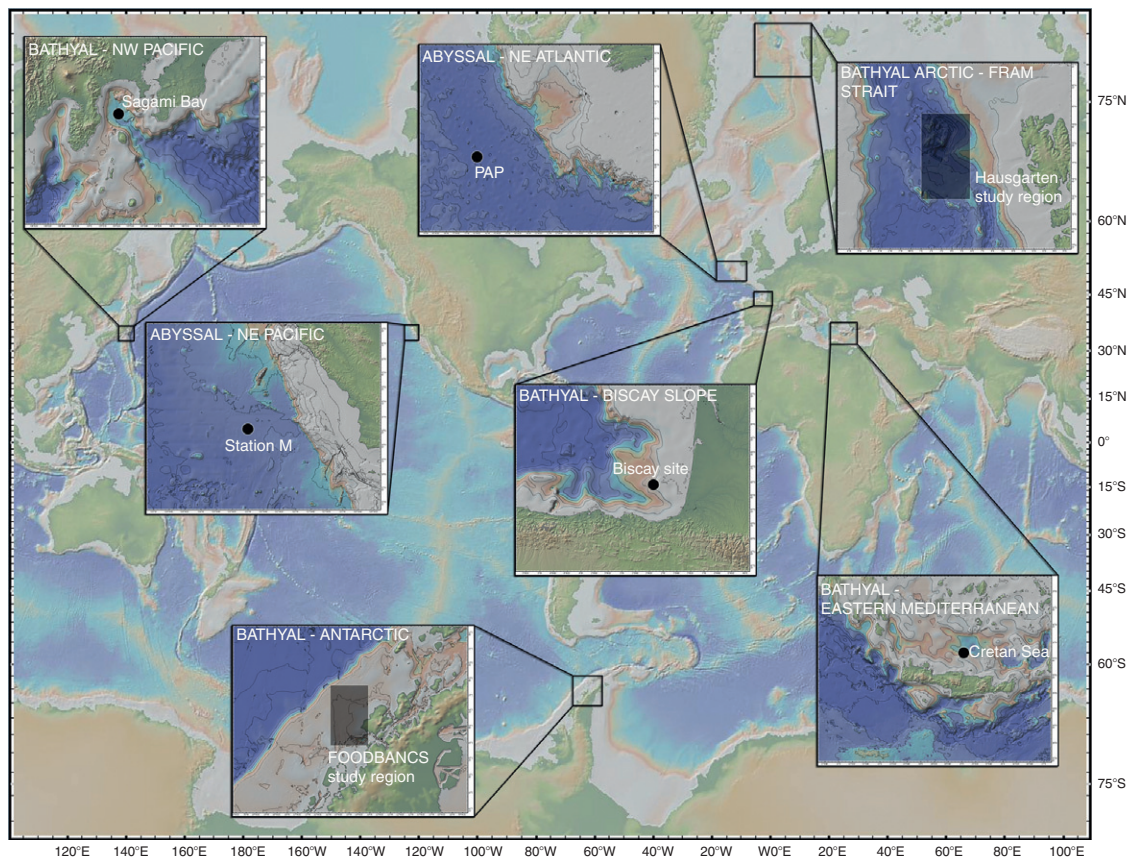 BATHYAL - NW PACIFIC
Sagami Bay
ABYSSAL - NE ATLANTIC
PAP
BATHYAL ARCTIC - FRAM
STRAIT
Hausgarten
study region
75°N
60°N
45°N
30°N
15°N
0°
15°S
30°S
45°S
60°S
75°S
ABYSSAL - NE PACIFIC
Station M
BATHYAL - BISCAY SLOPE
Biscay site
BATHYAL -
EASTERN MEDITERRANEAN
Cretan Sea
BATHYAL - ANTARCTIC
FOODBANCS
study region
120°E 140°E 160°E 180°E 160°W 140°W 120°W 100°W 80°W 60°W 40°W 20°W W0°E 20°E 40°E 60°E 80°E 100°E